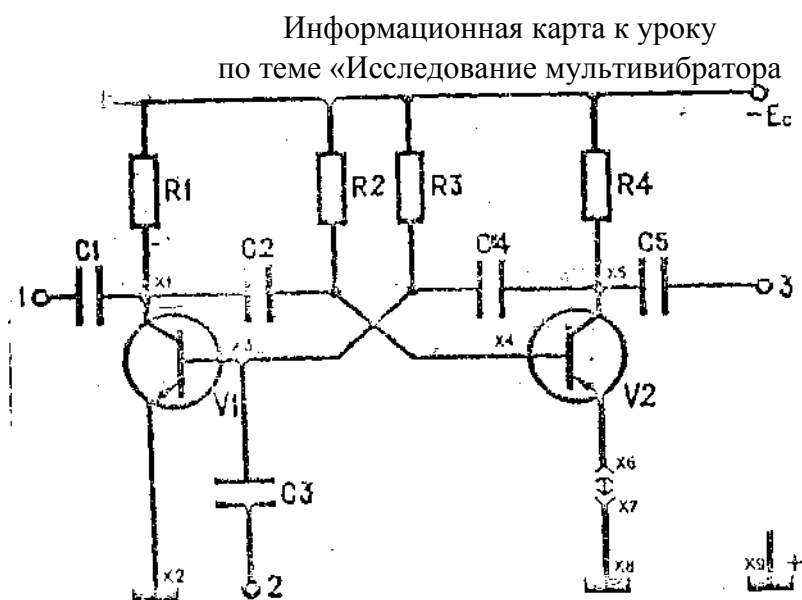 Информационная карта к уроку
по теме «Исследование мультивибратора
-Ec
R1
R2
R3
R4
C1
C2
C4
C5
X1
X5
1
3
X3
X4
V1
V2
C3
X6
X7
X2
2
X8
X9 +